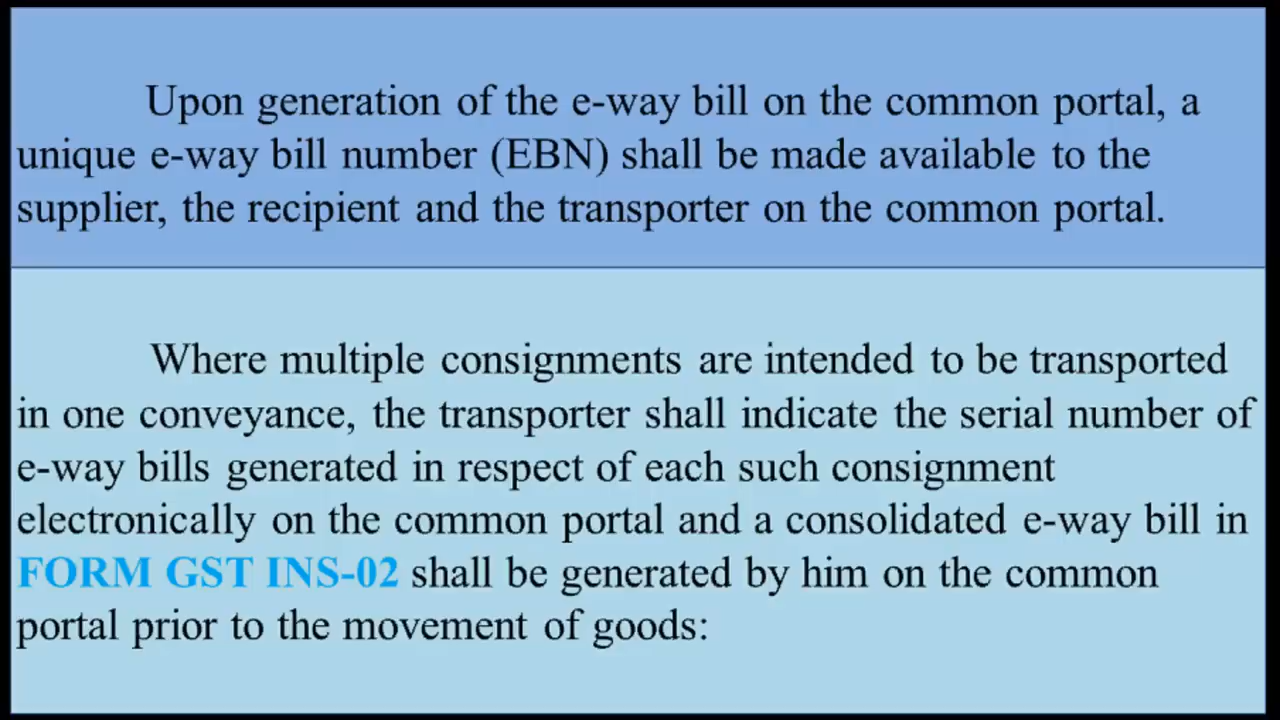 Upon generation of the e-way bill on the common portal, a
unique e-way bill number (EBN) shall be made available to the
supplier, the recipient and the transporter on the common portal.
Where multiple consignments are intended to be transported
in one conveyance, the transporter shall indicate the serial number of
e-way bills generated in respect of each such consignment
electronically on the common portal and a consolidated e-way bill in
FORM GST INS-02 shall be generated by him on the common
portal prior to the movement of goods: